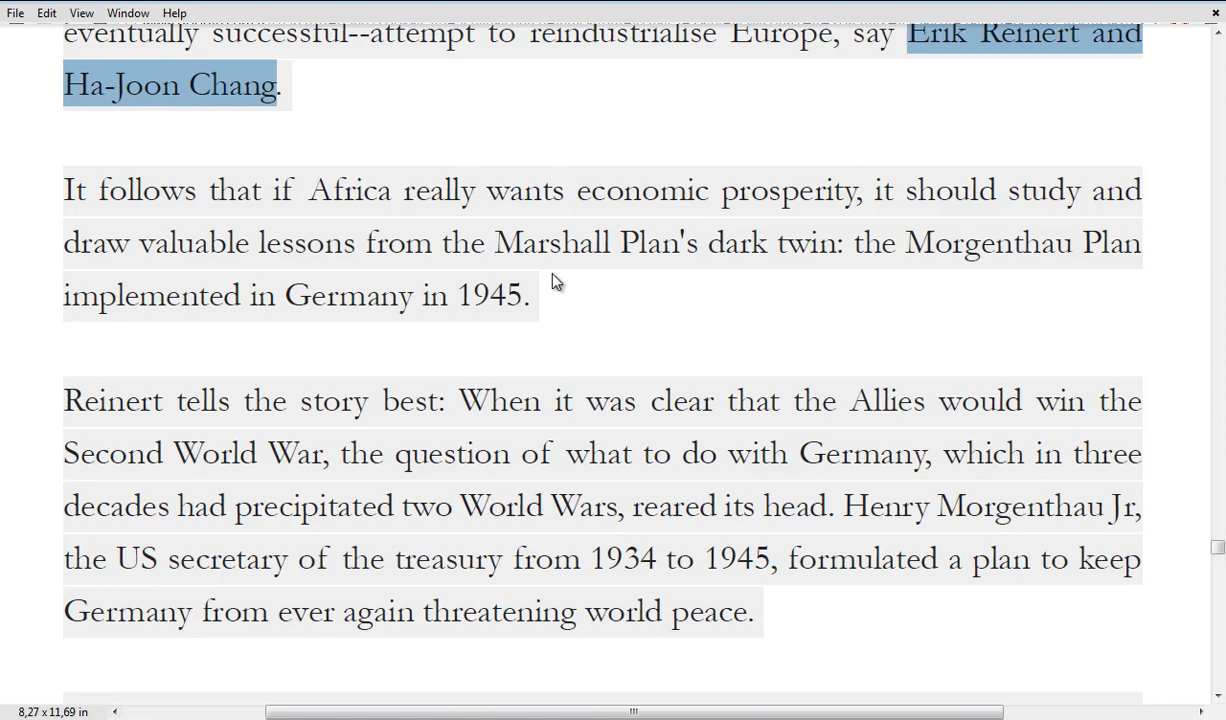 File Edit View Window Help
eventually successful--attempt to reindustrialise Europe, say Erik Reinert and
Ha-Joon Chang.
It follows that if Africa really wants economic prosperity, it should study and
draw valuable lessons from the Marshall Plan's dark twin: the Morgenthau Plan
implemented in Germany in 1945.
Reinert tells the story best: When it was clear that the Allies would win the
Second World War, the question of what to do with Germany, which in three
decades had precipitated two World Wars, reared its head. Henry Morgenthau Jr,
the US secretary of the treasury from 1934 to 1945, formulated a plan to keep
Germany from ever again threatening world peace.
8,27 x 11,69 in